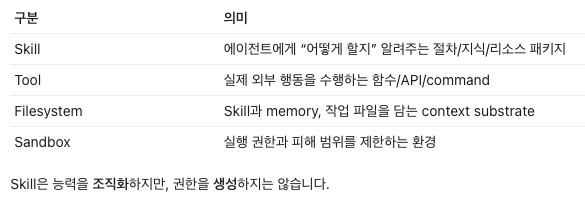 구분 의미
Skill 에이전트에게 “어떻게 할지” 알려주는 절차/지식/리소스 패키지
Tool 실제 외부 행동을 수행하는 함수/API/command
Filesystem Skill과 memory, 작업 파일을 담는 context substrate
Sandbox 실행 권한과 피해 범위를 제한하는 환경
Skill은 능력을 조직화하지만, 권한을 생성하지는 않습니다.